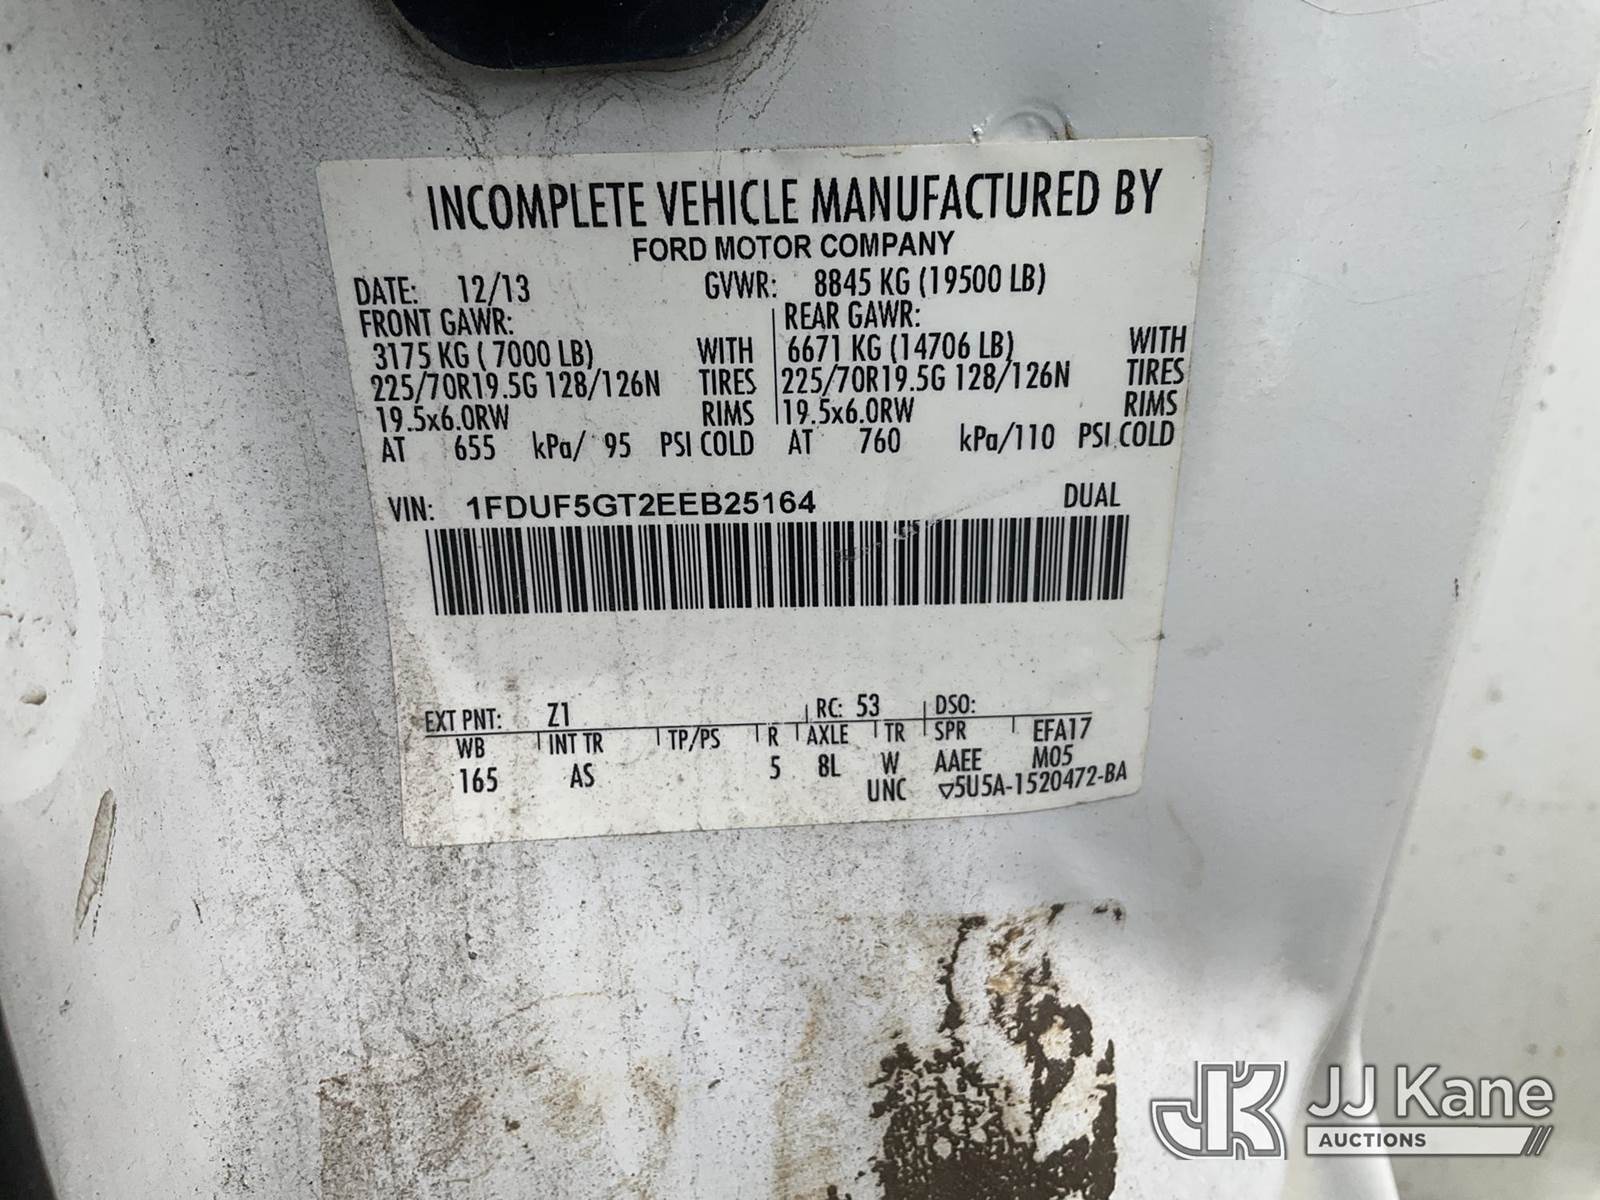 INCOMPLETE VEHICLE MANUFACTURED BY
FORD MOTOR COMPANY
DATE: 12/13 GVWR: 8845 KG (19500 LB)
FRONT GAWR: REAR GAWR:
3175 KG ( 7000 LB) WITH 6671 KG (14706 LB) WITH
225/70R19.5G 128/126N TIRES 225/70R19.5G 128/126N TIRES
19.5x6.0RW RIMS 19.5x6.0RW RIMS
AT 655 kPa/ 95 PSI COLD AT 760 kPa/110 PSI COLD
VIN: 1FDUF5GT2EEB25164 DUAL
EXT PNT: Z1 RC: 53 DSO:
WB INT TR TP/PS R AXLE TR SPR EFA17
165 AS 5 8L W AAEE M05
UNC ▽5U5A-1520472-BA
JK JJ Kane
AUCTIONS